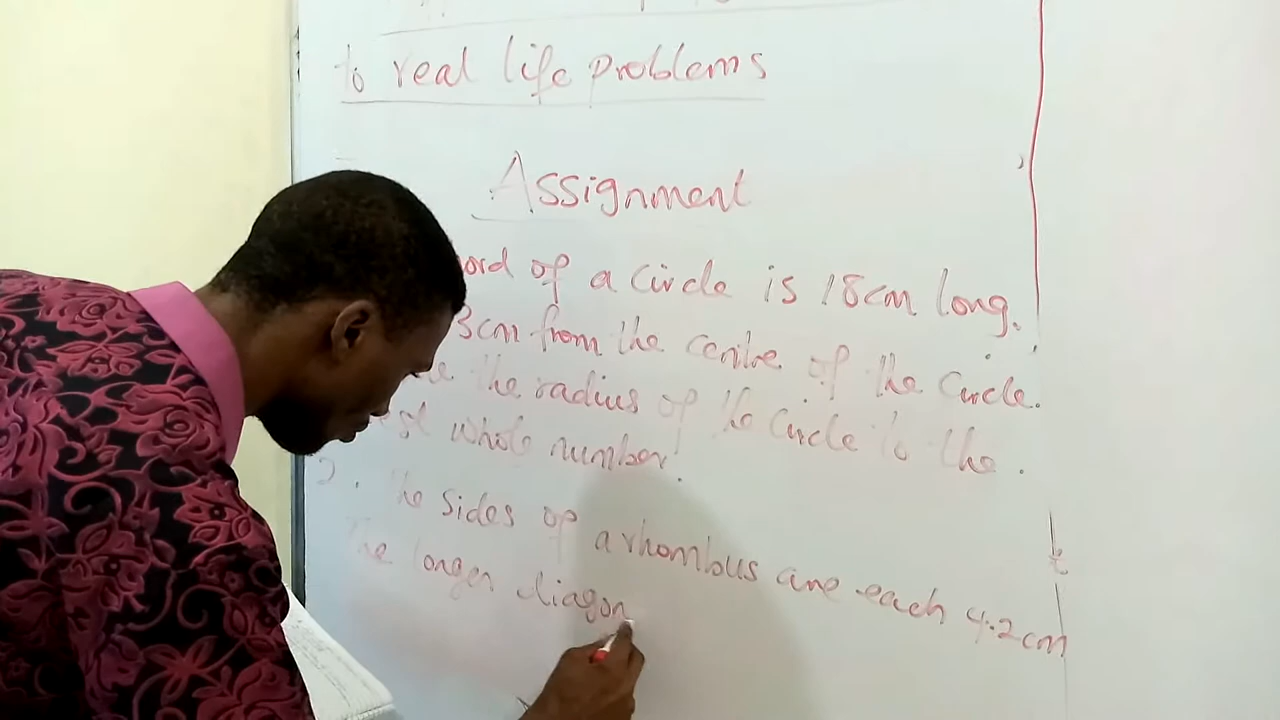 to real life problems
Assignment
ord of a circle is 18cm long.
3cm from the centre of the circle.
the radius of the circle to the
est whole number.
2. The sides of a rhombus are each 4.2cm
The longer diagon